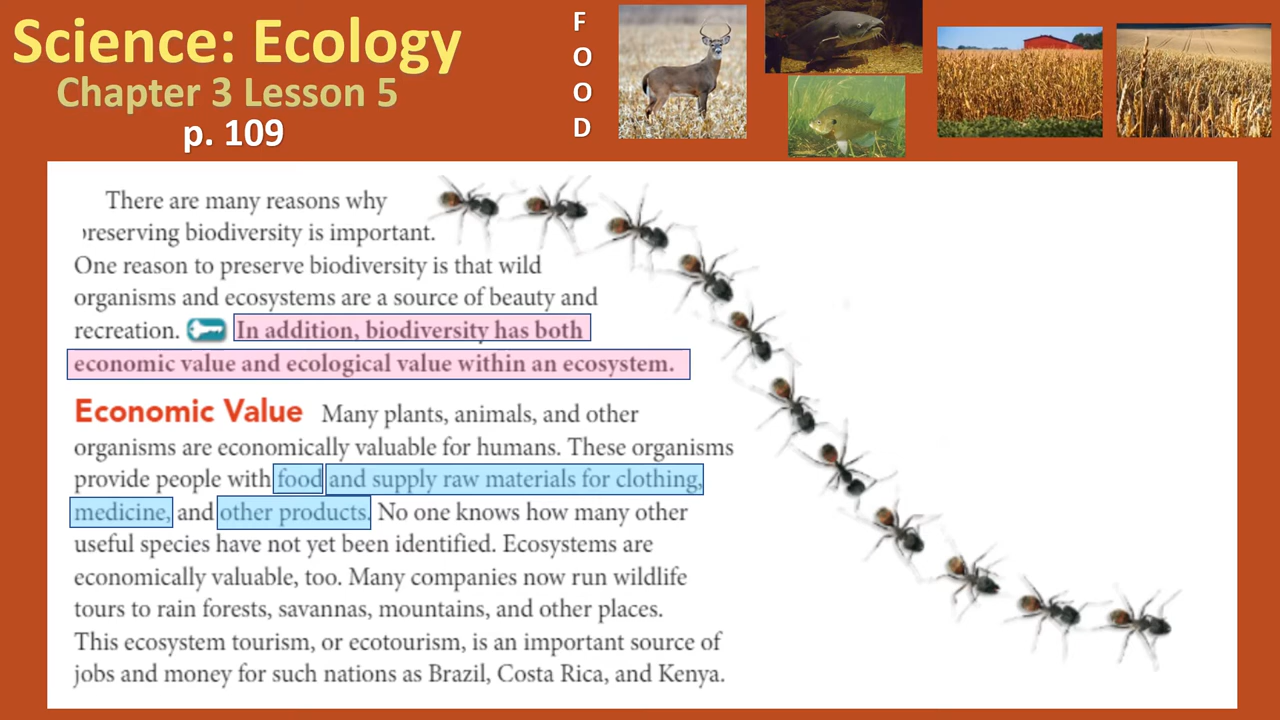 Science: Ecology
Chapter 3 Lesson 5
p. 109
F
O
O
D
There are many reasons why
preserving biodiversity is important.
One reason to preserve biodiversity is that wild
organisms and ecosystems are a source of beauty and
recreation. In addition, biodiversity has both
economic value and ecological value within an ecosystem.
Economic Value Many plants, animals, and other
organisms are economically valuable for humans. These organisms
provide people with food and supply raw materials for clothing,
medicine, and other products. No one knows how many other
useful species have not yet been identified. Ecosystems are
economically valuable, too. Many companies now run wildlife
tours to rain forests, savannas, mountains, and other places.
This ecosystem tourism, or ecotourism, is an important source of
jobs and money for such nations as Brazil, Costa Rica, and Kenya.